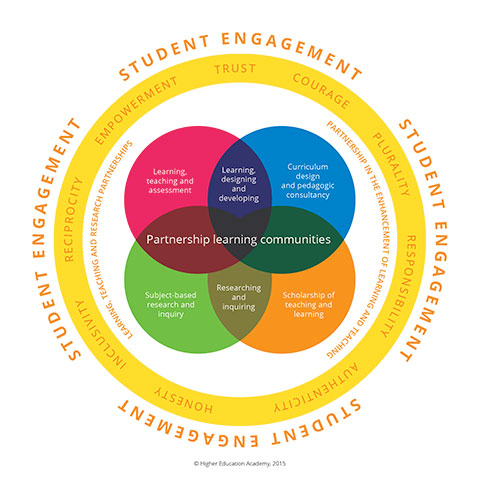 STUDENT ENGAGEMENT
STUDENT ENGAGEMENT
STUDENT ENGAGEMENT
STUDENT ENGAGEMENT
TRUST
COURAGE
PLURALITY
RESPONSIBILITY
AUTHENTICITY
HONESTY
INCLUSIVITY
RECIPROCITY
EMPOWERMENT
LEARNING, TEACHING AND RESEARCH PARTNERSHIPS
PARTNERSHIP IN THE ENHANCEMENT OF LEARNING AND TEACHING
Learning,
teaching and
assessment
Learning,
designing
and
developing
Curriculum
design
and pedagogic
consultancy
Partnership learning communities
Subject-based
research and
inquiry
Researching
and
inquiring
Scholarship of
teaching and
learning
© Higher Education Academy, 2015